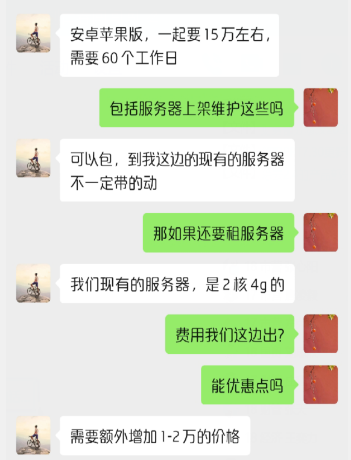 安卓苹果版，一起要15万左右，
需要60个工作日
包括服务器上架维护这些吗
可以包，到我这边的现有的服务器
不一定带的动
那如果还要租服务器
我们现有的服务器，是2核4g的
费用我们这边出?
能优惠点吗
需要额外增加1-2万的价格